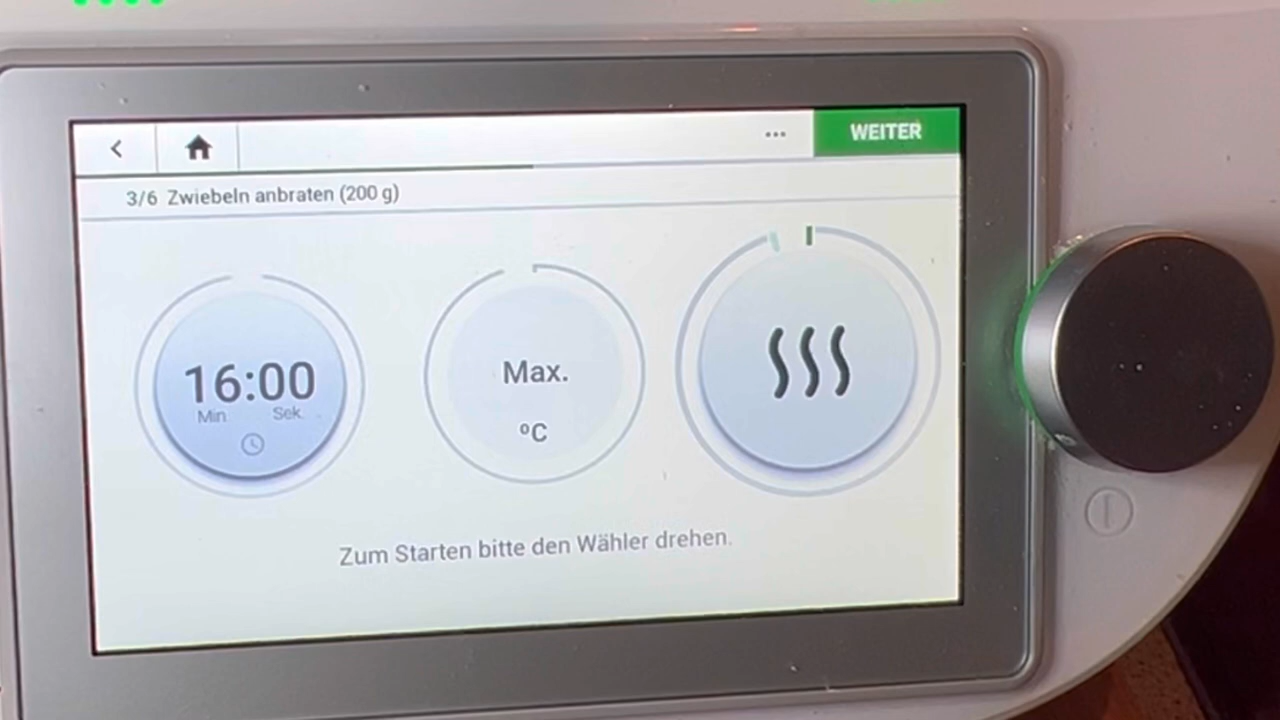 WEITER
3/6 Zwiebeln anbraten (200 g)
16:00
Min Sek.
Max.
°C
Zum Starten bitte den Wähler drehen.